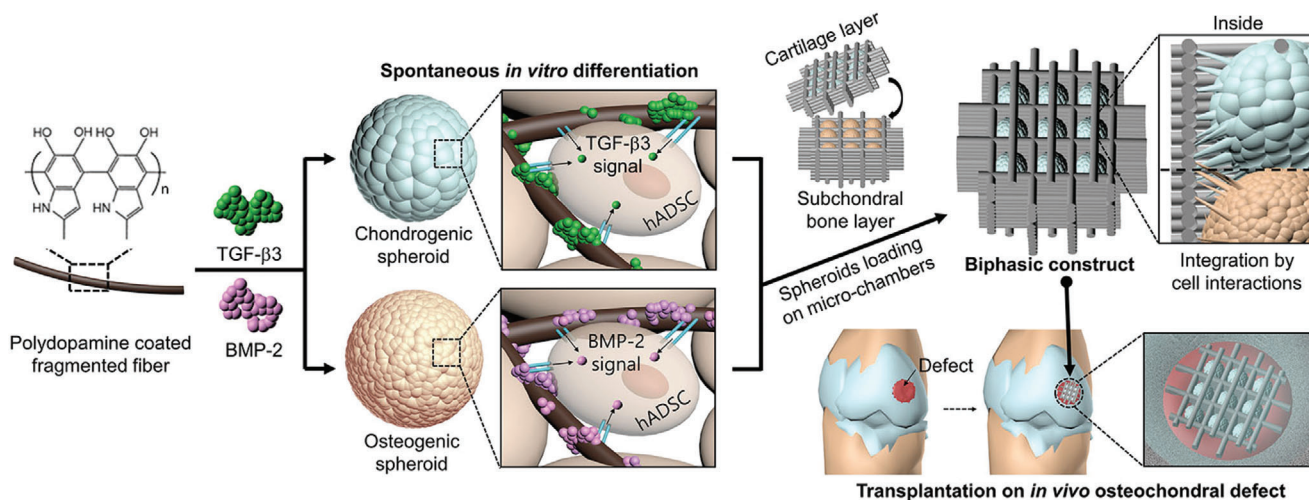 HO OH HO OH
n
HN HN
Polydopamine coated
fragmented fiber
TGF-β3
BMP-2
Spontaneous in vitro differentiation
Chondrogenic
spheroid
TGF-β3
signal
hADSC
Osteogenic
spheroid
BMP-2
signal
hADSC
Cartilage layer
Subchondral
bone layer
Spheroids loading
on micro-chambers
Biphasic construct
Inside
Integration by
cell interactions
Defect
Transplantation on in vivo osteochondral defect